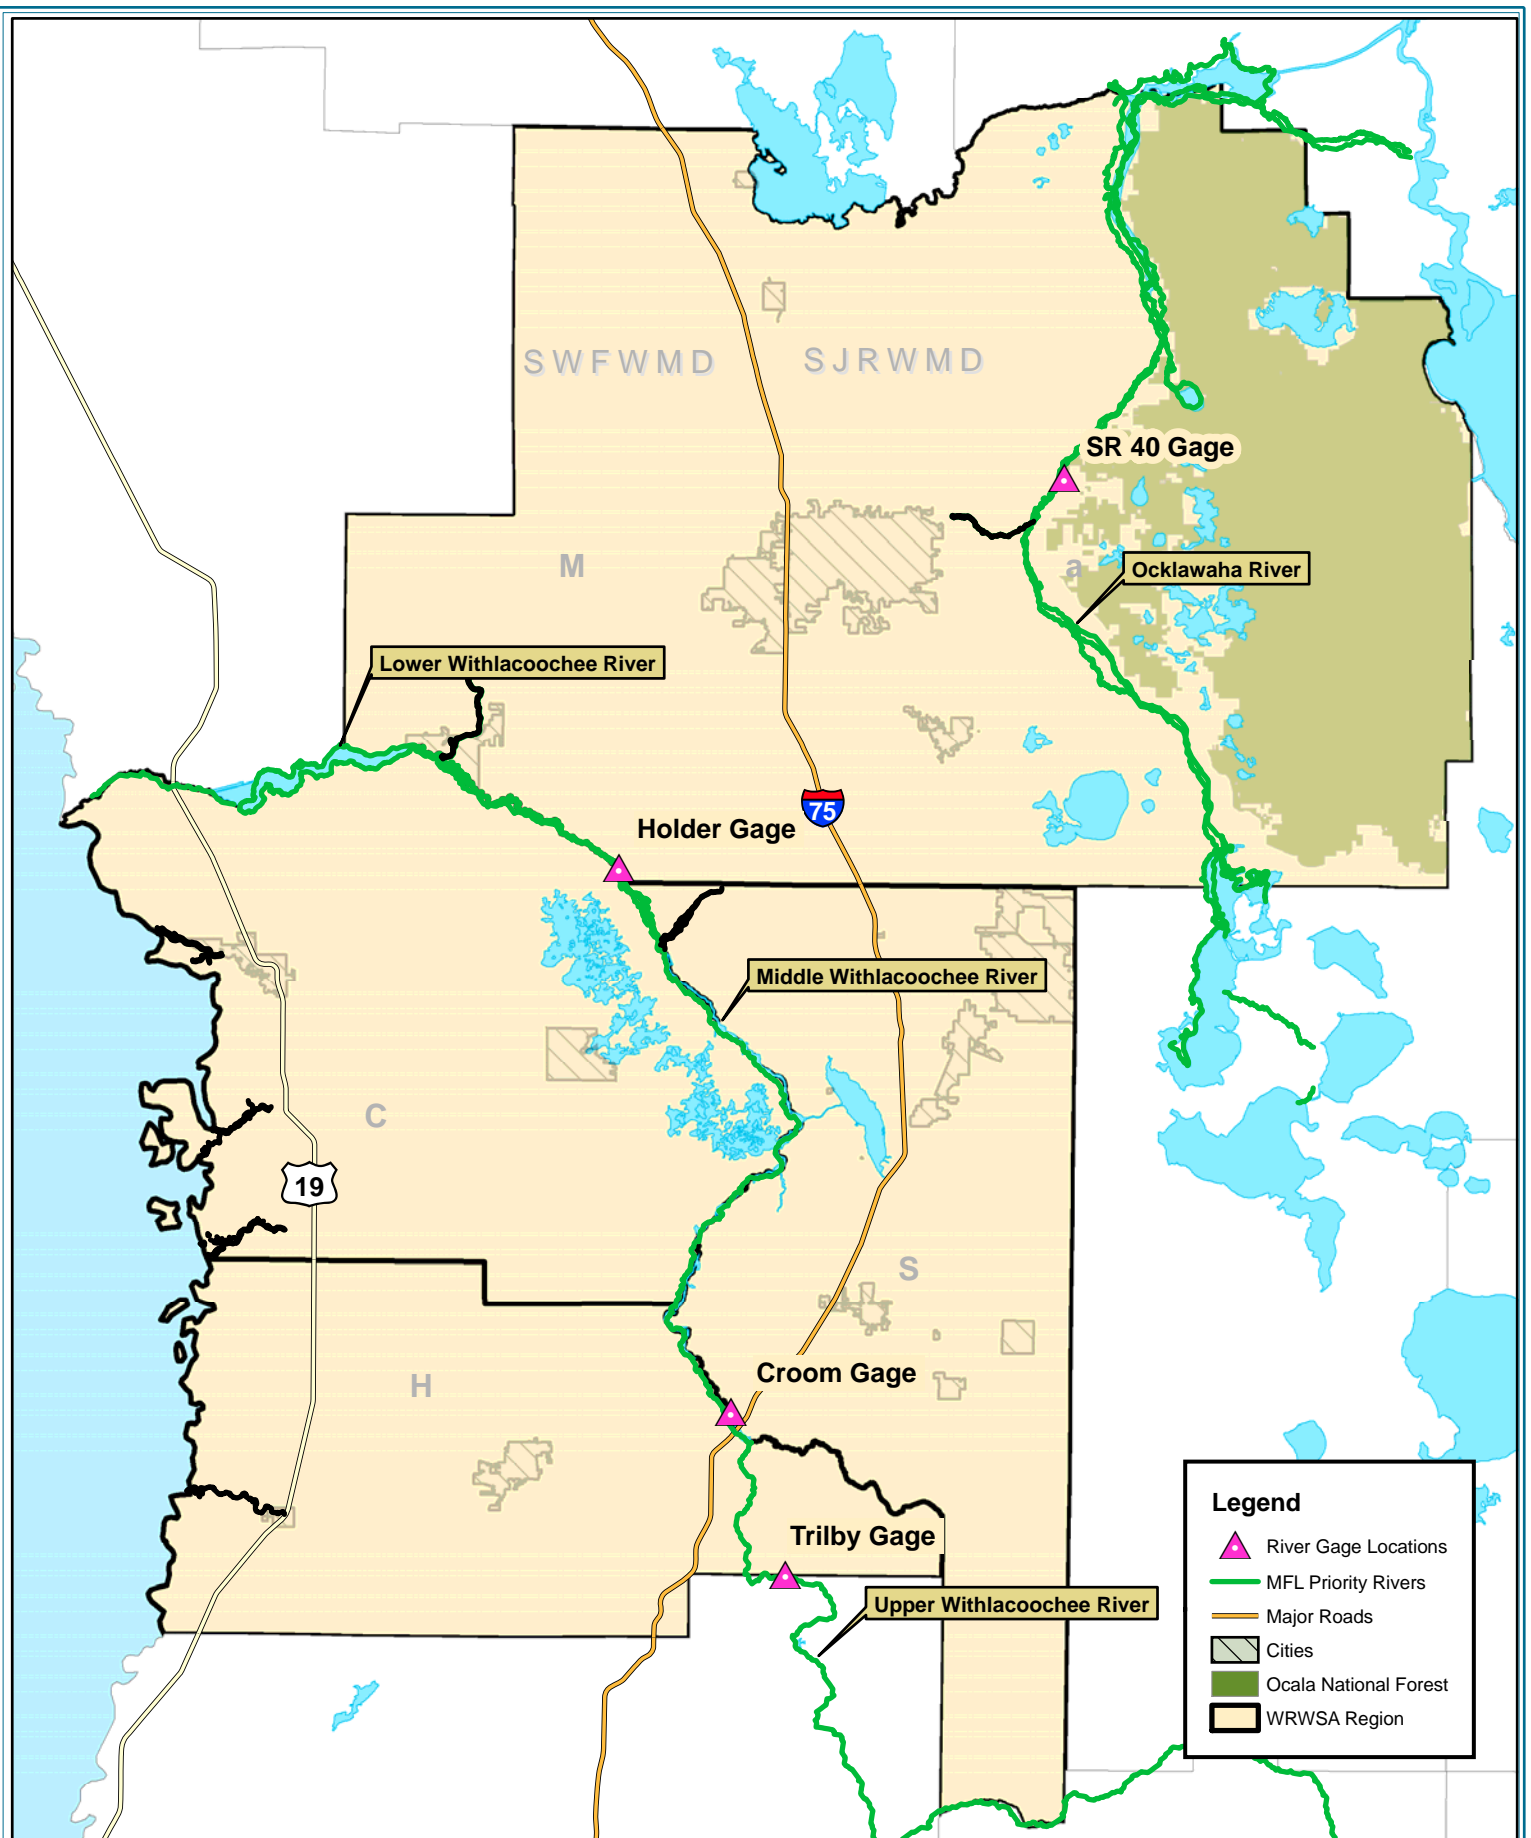 SWFWMD
SJRWMD
SR 40 Gage
M
a
Ocklawaha River
Lower Withlacoochee River
75
Holder Gage
Middle Withlacoochee River
C
19
S
Croom Gage
H
Trilby Gage
Upper Withlacoochee River
Legend
River Gage Locations
MFL Priority Rivers
Major Roads
Cities
Ocala National Forest
WRWSA Region